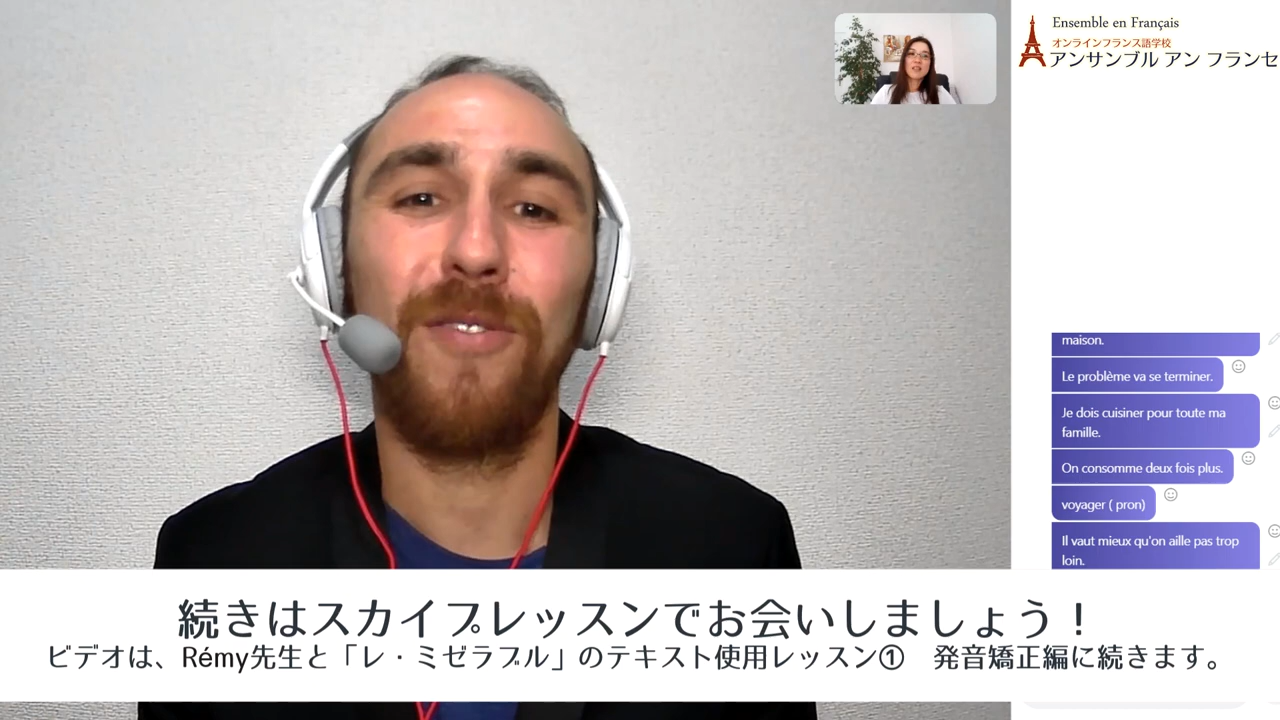 Ensemble en Français
オンラインフランス語学校
アンサンブル アン フランセ
maison.
Le problème va se terminer.
Je dois cuisiner pour toute ma
famille.
On consomme deux fois plus.
voyager ( pron)
Il vaut mieux qu'on aille pas trop
loin.
続きはスカイプレッスンでお会いしましょう！
ビデオは、Rémy先生と「レ・ミゼラブル」のテキスト使用レッスン①　発音矯正編に続きます。